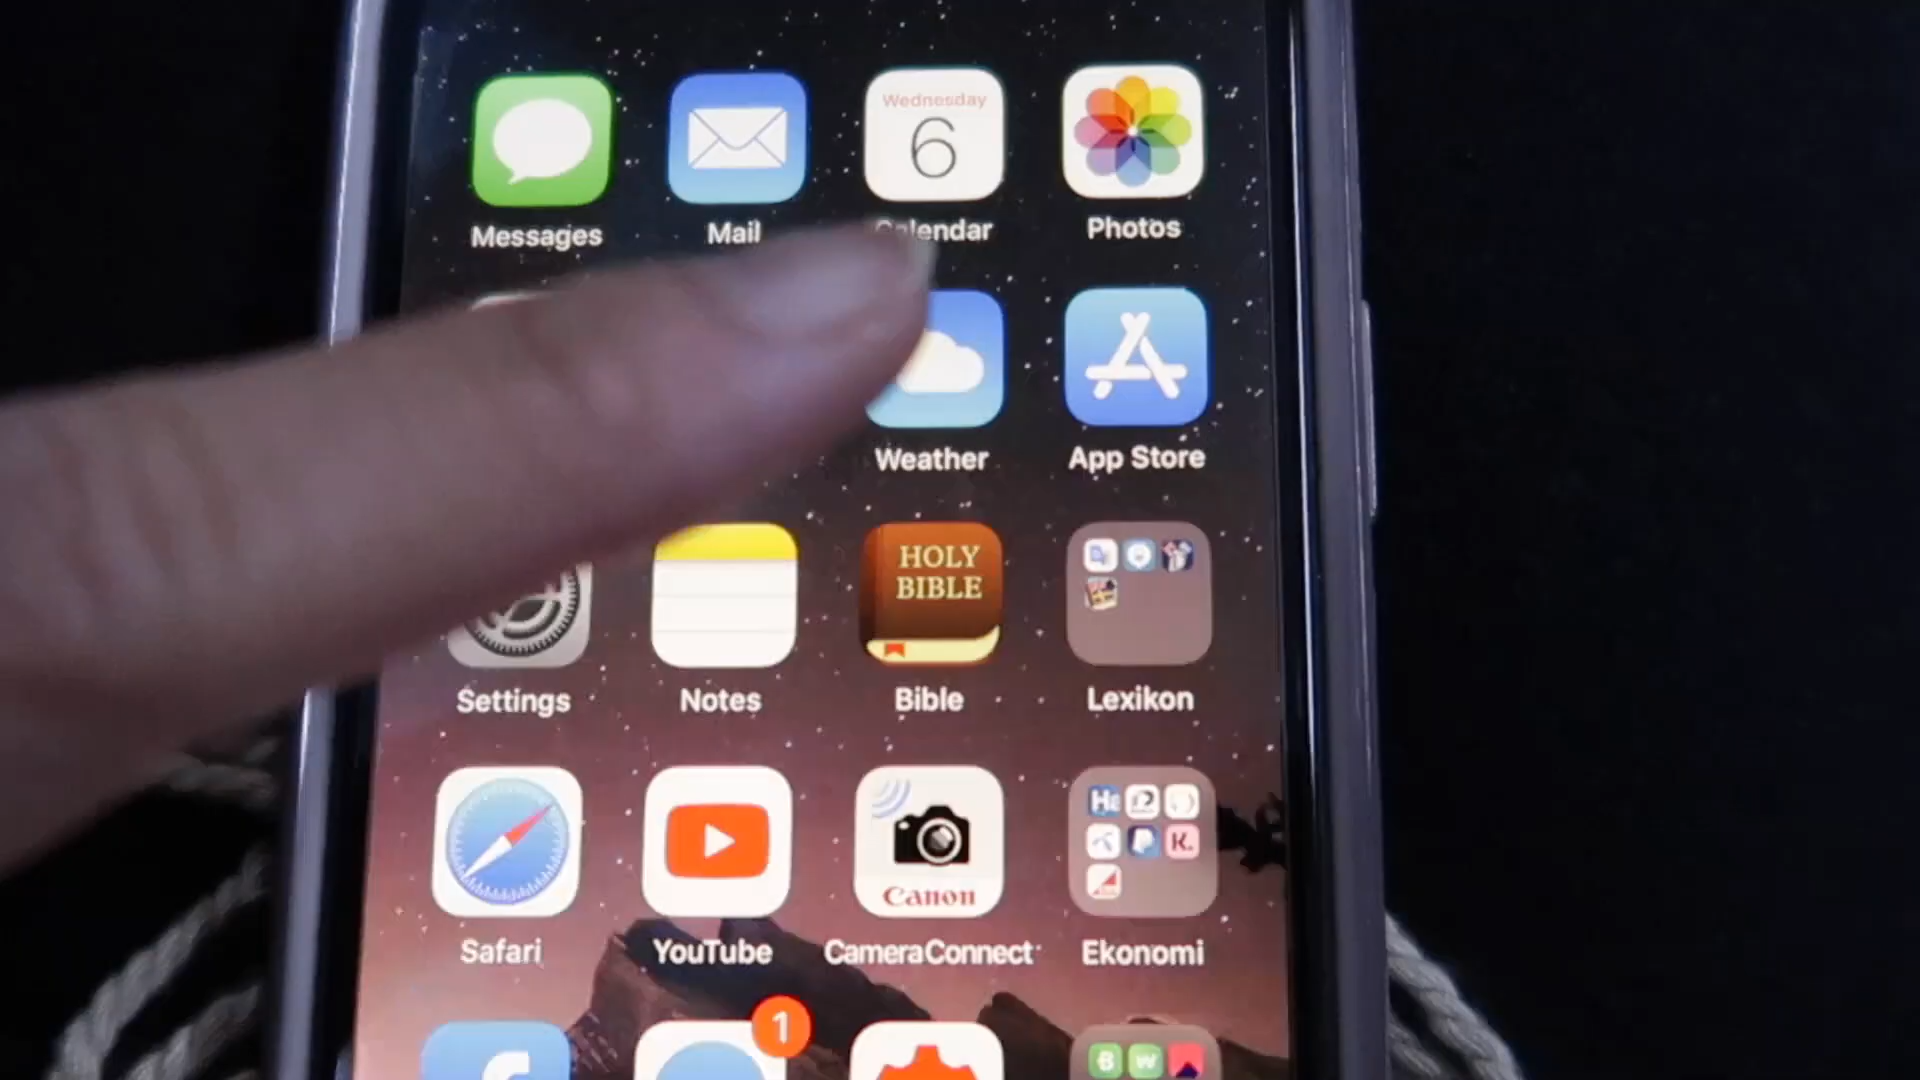 Wednesday
6
Messages
Mail
Calendar
Photos
Weather
App Store
HOLY
BIBLE
Settings
Notes
Bible
Lexikon
Canon
K.
Safari
YouTube
CameraConnect
Ekonomi
1
B
W